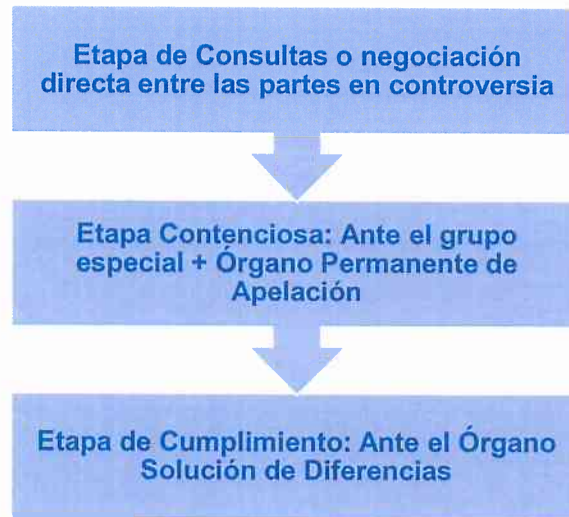 Etapa de Consultas o negociación
directa entre las partes en controversia
Etapa Contenciosa: Ante el grupo
especial + Órgano Permanente de
Apelación
Etapa de Cumplimiento: Ante el Órgano
Solución de Diferencias